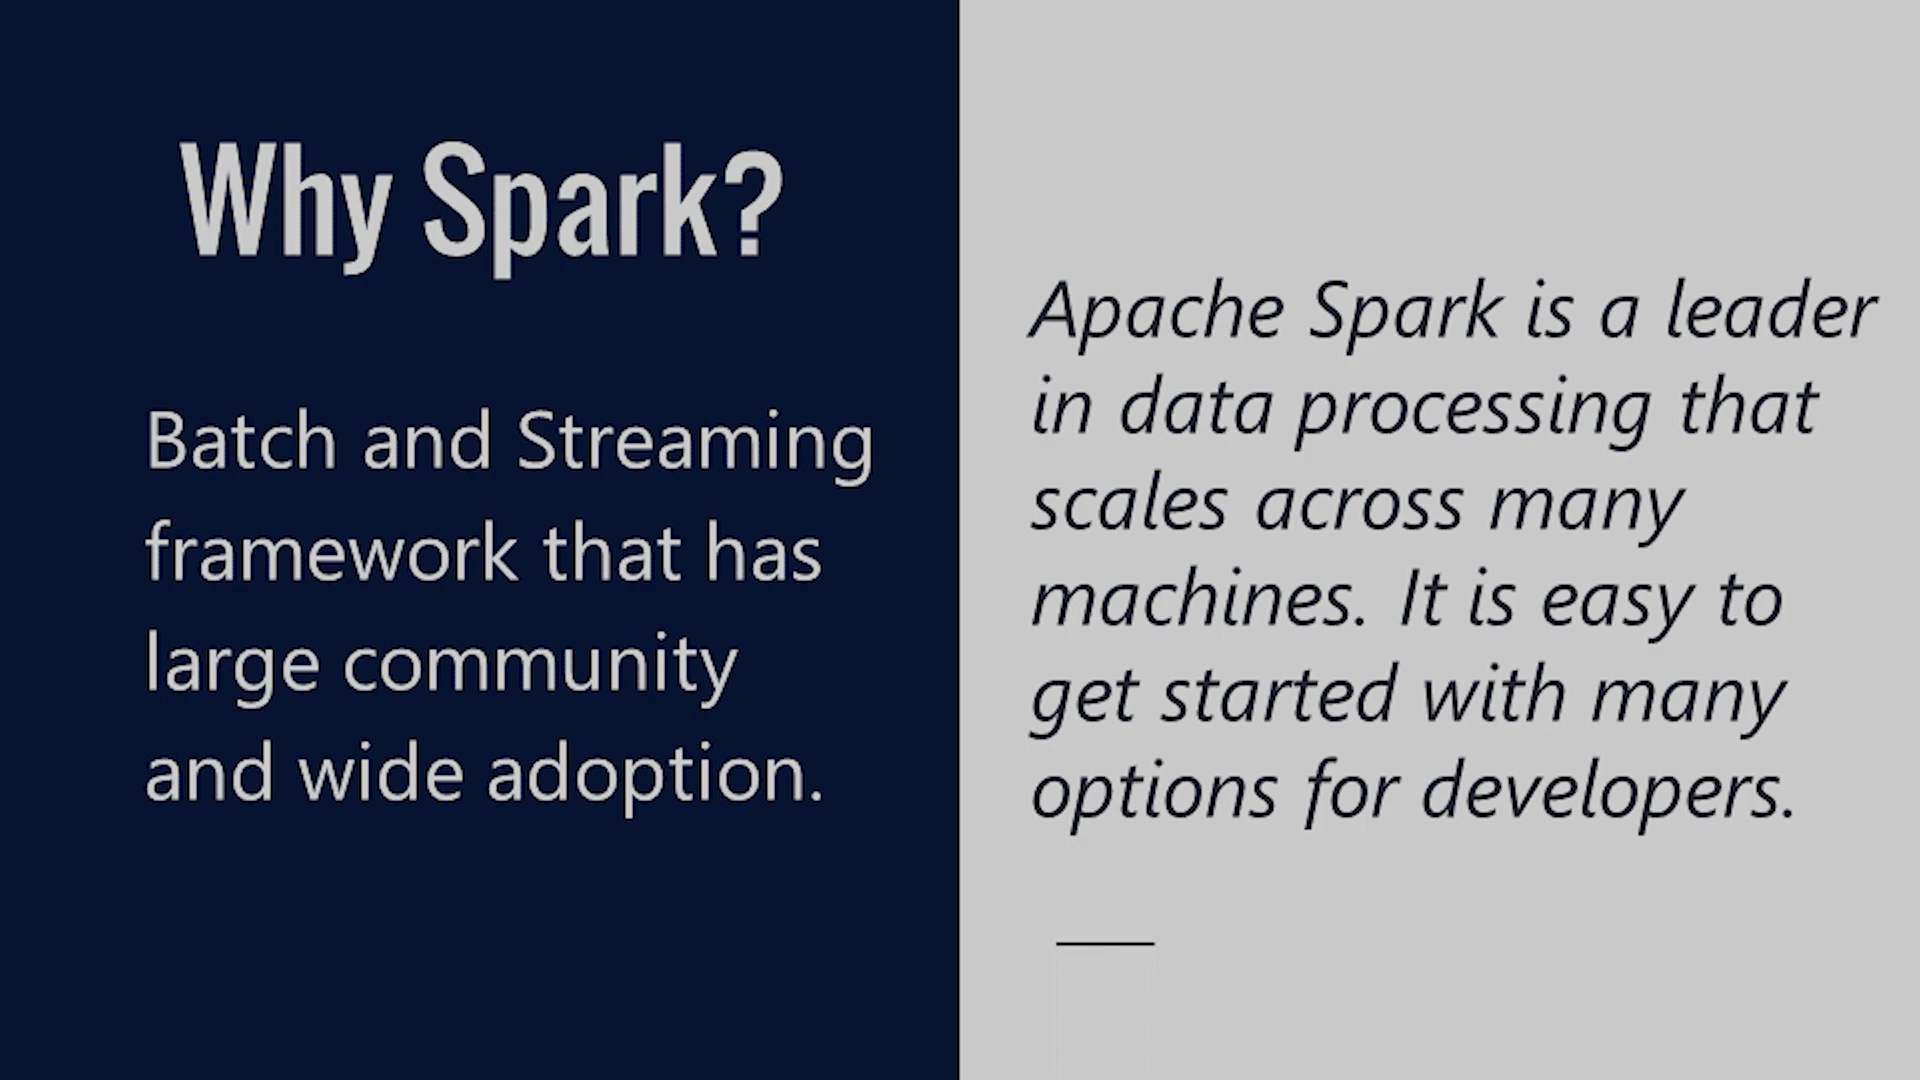 Why Spark?
Batch and Streaming
framework that has
large community
and wide adoption.
Apache Spark is a leader
in data processing that
scales across many
machines. It is easy to
get started with many
options for developers.